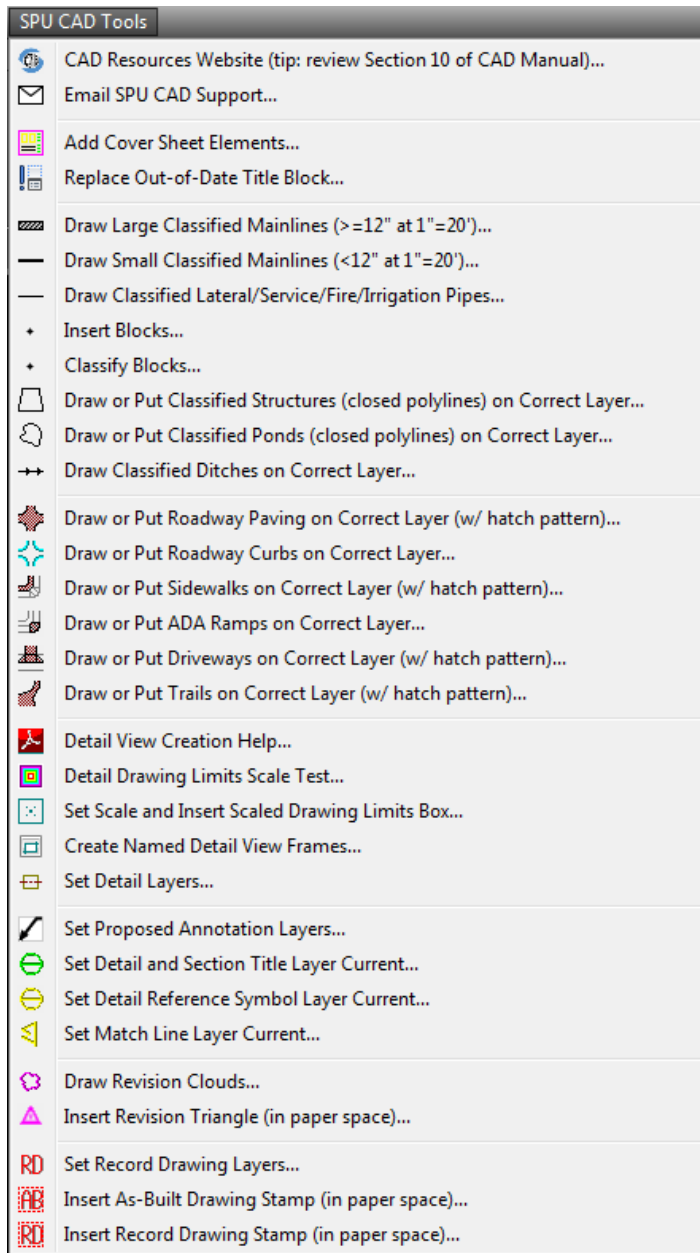 SPU CAD Tools
CAD Resources Website (tip: review Section 10 of CAD Manual)...
Email SPU CAD Support...
Add Cover Sheet Elements...
Replace Out-of-Date Title Block...
Draw Large Classified Mainlines (>=12" at 1"=20')...
Draw Small Classified Mainlines (<12" at 1"=20')...
Draw Classified Lateral/Service/Fire/Irrigation Pipes...
Insert Blocks...
Classify Blocks...
Draw or Put Classified Structures (closed polylines) on Correct Layer...
Draw or Put Classified Ponds (closed polylines) on Correct Layer...
Draw Classified Ditches on Correct Layer...
Draw or Put Roadway Paving on Correct Layer (w/ hatch pattern)...
Draw or Put Roadway Curbs on Correct Layer...
Draw or Put Sidewalks on Correct Layer (w/ hatch pattern)...
Draw or Put ADA Ramps on Correct Layer...
Draw or Put Driveways on Correct Layer (w/ hatch pattern)...
Draw or Put Trails on Correct Layer (w/ hatch pattern)...
Detail View Creation Help...
Detail Drawing Limits Scale Test...
Set Scale and Insert Scaled Drawing Limits Box...
Create Named Detail View Frames...
Set Detail Layers...
Set Proposed Annotation Layers...
Set Detail and Section Title Layer Current...
Set Detail Reference Symbol Layer Current...
Set Match Line Layer Current...
Draw Revision Clouds...
Insert Revision Triangle (in paper space)...
RD Set Record Drawing Layers...
AB Insert As-Built Drawing Stamp (in paper space)...
RD Insert Record Drawing Stamp (in paper space)...